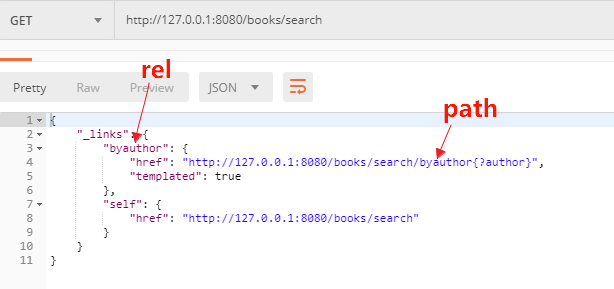 GET http://127.0.0.1:8080/books/search
Pretty Raw Preview JSON
rel
path
1 {
2 "_links": {
3 "byauthor": {
4 "href": "http://127.0.0.1:8080/books/search/byauthor{?author}",
5 "templated": true
6 },
7 "self": {
8 "href": "http://127.0.0.1:8080/books/search"
9 }
10 }
11 }